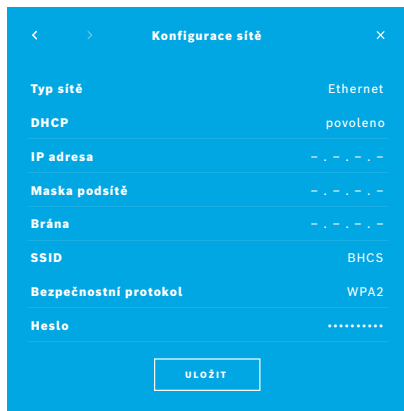 Konfigurace sítě
Typ sítě Ethernet
DHCP povoleno
IP adresa – . – . – . –
Maska podsítě – . – . – . –
Brána – . – . – . –
SSID BHCS
Bezpečnostní protokol WPA2
Heslo ••••••••••
ULOŽIT